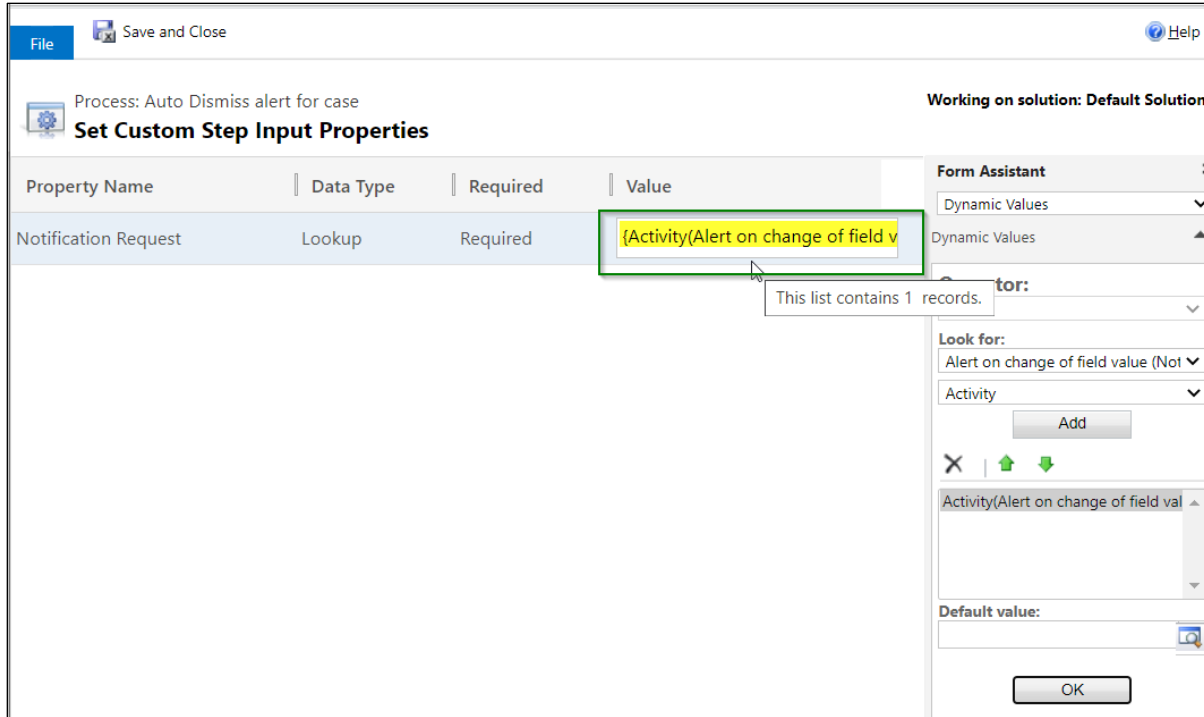 File
Save and Close
Help
Process: Auto Dismiss alert for case
Set Custom Step Input Properties
Working on solution: Default Solution
Property Name Data Type Required Value
Notification Request Lookup Required {Activity(Alert on change of field v
This list contains 1 records.
Form Assistant
Dynamic Values
Dynamic Values
tor:
Look for:
Alert on change of field value (Not
Activity
Add
Activity(Alert on change of field val
Default value:
OK